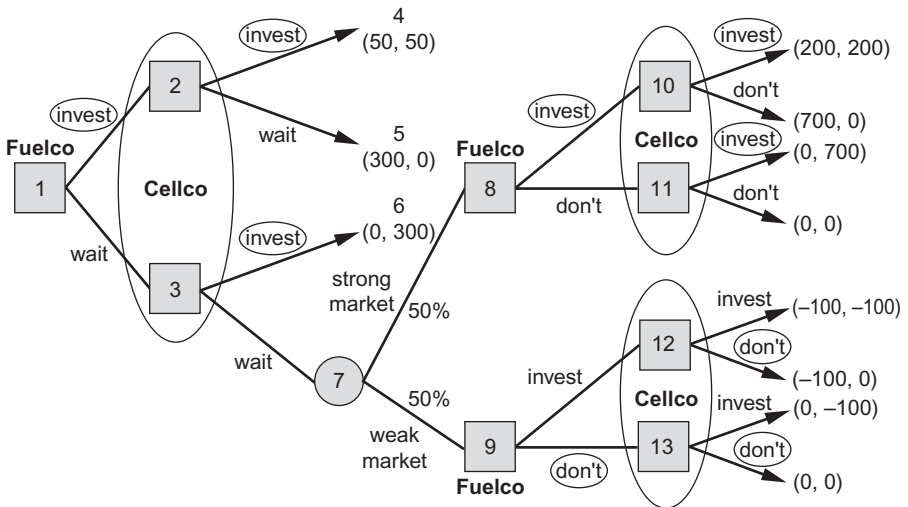 4
invest
(50, 50)
2
invest
wait
5
(300, 0)
Fuelco
1
Cellco
6
invest
(0, 300)
wait
3
wait
7
strong
market
50%
50%
weak
market
Fuelco
8
invest
don't
10
Cellco
11
invest
(200, 200)
don't
(700, 0)
invest
(0, 700)
don't
(0, 0)
9
Fuelco
invest
don't
12
Cellco
13
invest
(–100, –100)
don't
(–100, 0)
invest
(0, –100)
don't
(0, 0)